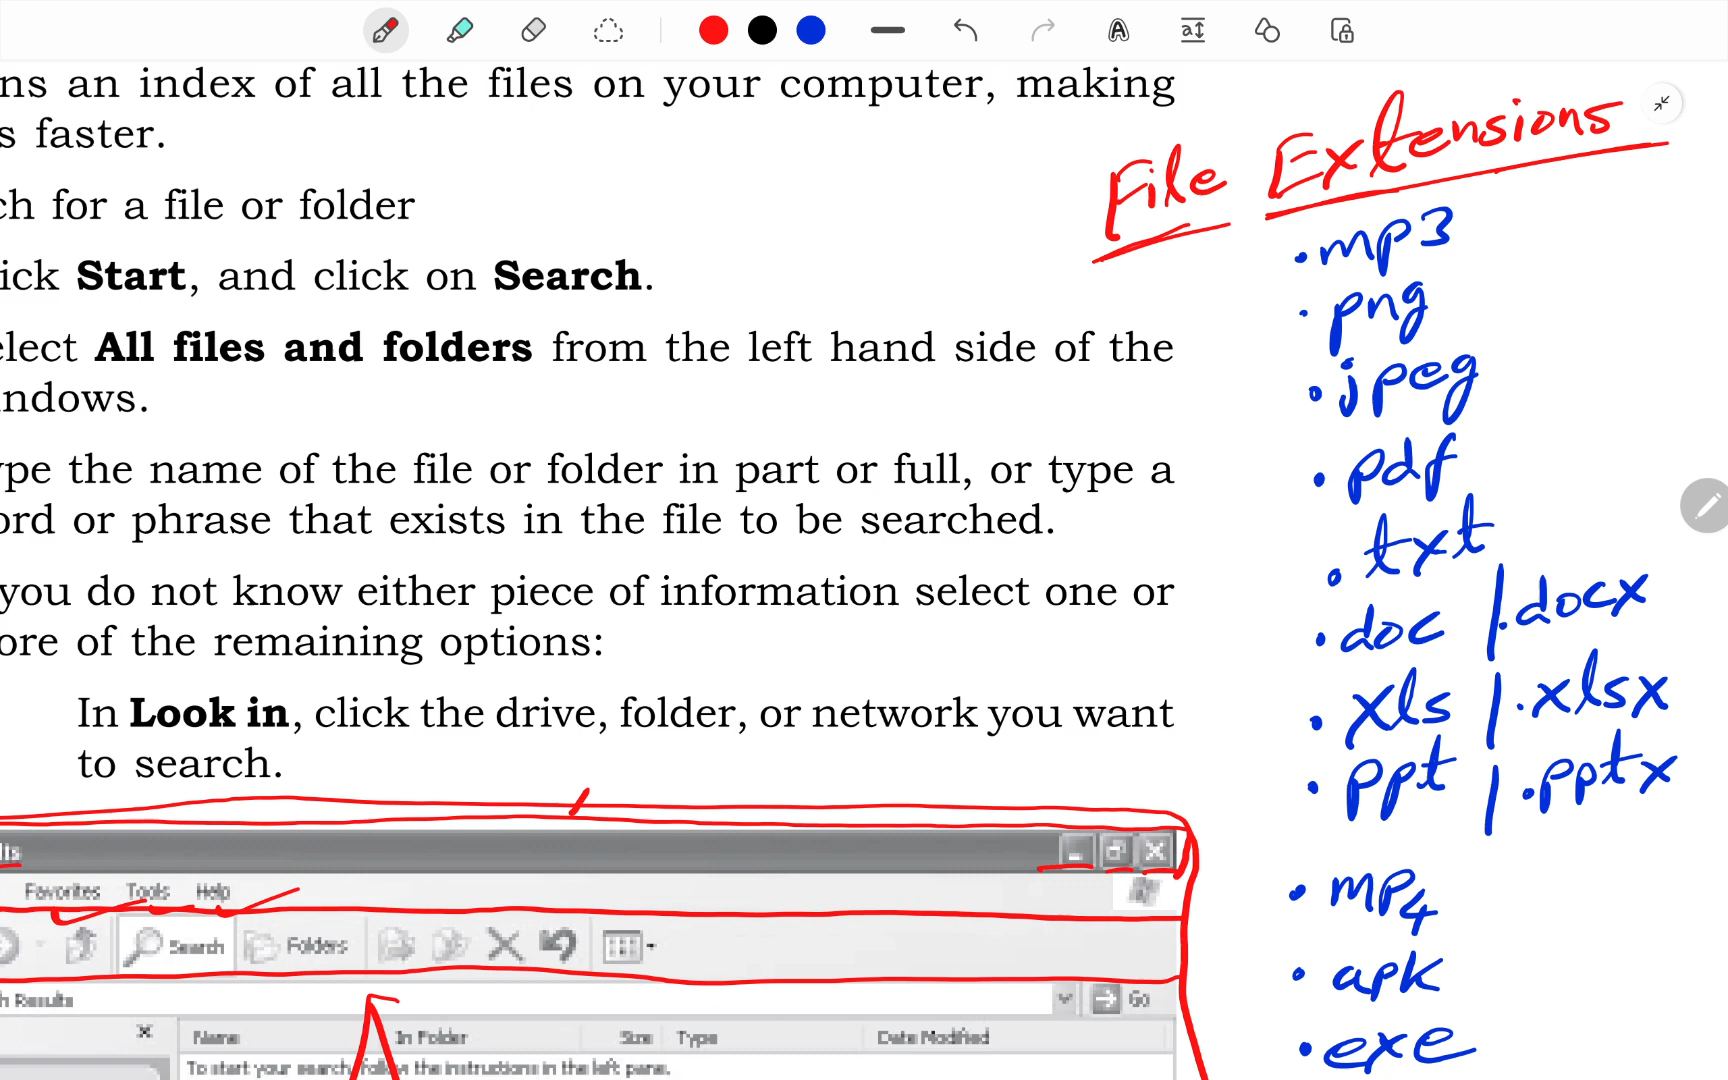 ns an index of all the files on your computer, making
s faster.
ch for a file or folder
ick Start, and click on Search.
elect All files and folders from the left hand side of the
ndows.
ype the name of the file or folder in part or full, or type a
ord or phrase that exists in the file to be searched.
you do not know either piece of information select one or
ore of the remaining options:
In Look in, click the drive, folder, or network you want
to search.
lts
Favorites Tools Help
Search Folders
h Results Go
Name In Folder Size Type Date Modified
To start your search, follow the instructions in the left pane.
File Extensions
.mp3
.png
.jpeg
.pdf
.txt
.doc | .docx
.xls | .xlsx
.ppt | .pptx
.mp4
.apk
.exe